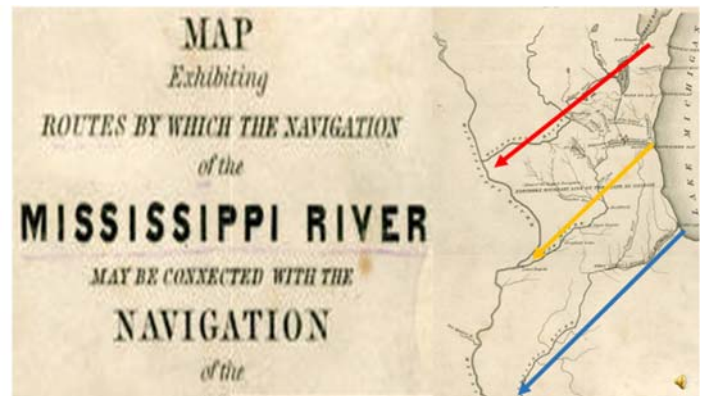 MAP
Exhibiting
ROUTES BY WHICH THE NAVIGATION
of the
MISSISSIPPI RIVER
MAY BE CONNECTED WITH THE
NAVIGATION
of the
LAKE MICHIGAN